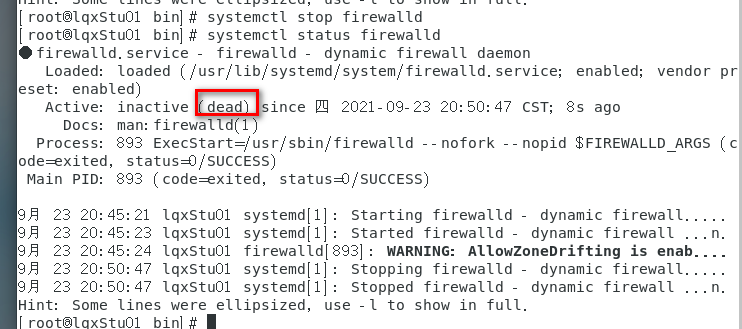 Hint: Some lines were ellipsized, use -l to show in full.
[root@lqxStu01 bin]# systemctl stop firewalld
[root@lqxStu01 bin]# systemctl status firewalld
● firewalld.service - firewalld - dynamic firewall daemon
Loaded: loaded (/usr/lib/systemd/system/firewalld.service; enabled; vendor pr
eset: enabled)
Active: inactive (dead) since 四 2021-09-23 20:50:47 CST; 8s ago
Docs: man:firewalld(1)
Process: 893 ExecStart=/usr/sbin/firewalld --nofork --nopid $FIREWALLD_ARGS (c
ode=exited, status=0/SUCCESS)
Main PID: 893 (code=exited, status=0/SUCCESS)
9月 23 20:45:21 lqxStu01 systemd[1]: Starting firewalld - dynamic firewall.....
9月 23 20:45:23 lqxStu01 systemd[1]: Started firewalld - dynamic firewall ...n.
9月 23 20:45:24 lqxStu01 firewalld[893]: WARNING: AllowZoneDrifting is enab....
9月 23 20:50:47 lqxStu01 systemd[1]: Stopping firewalld - dynamic firewall.....
9月 23 20:50:47 lqxStu01 systemd[1]: Stopped firewalld - dynamic firewall ...n.
Hint: Some lines were ellipsized, use -l to show in full.
[root@lqxStu01 bin]#